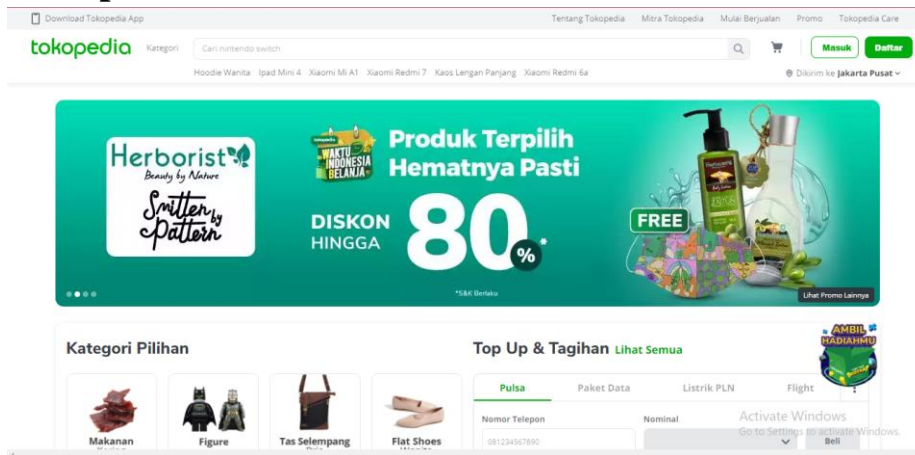 Download Tokopedia App
Tentang Tokopedia Mitra Tokopedia Mulai Berjualan Promo Tokopedia Care
tokopedia Kategori Cari nintendo switch Masuk Daftar
Hoodie Wanita Ipad Mini 4 Xiaomi Mi A1 Xiaomi Redmi 7 Kaos Lengan Panjang Xiaomi Redmi 6a
Dikirim ke Jakarta Pusat
Herborist
Beauty by Nature
Smitten by Pattern
WAKTU INDONESIA BELANJA
Produk Terpilih
Hematnya Pasti
DISKON
HINGGA
80%*
*S&K Berlaku
FREE
Lihat Promo Lainnya
AMBIL
HADIAHMU
Kategori Pilihan
Top Up & Tagihan Lihat Semua
Pulsa Paket Data Listrik PLN Flight
Makanan
Figure
Tas Selempang
Flat Shoes
Nomor Telepon
Nominal
081234567890
Beli
Activate Windows
Go to Settings to activate Windows.